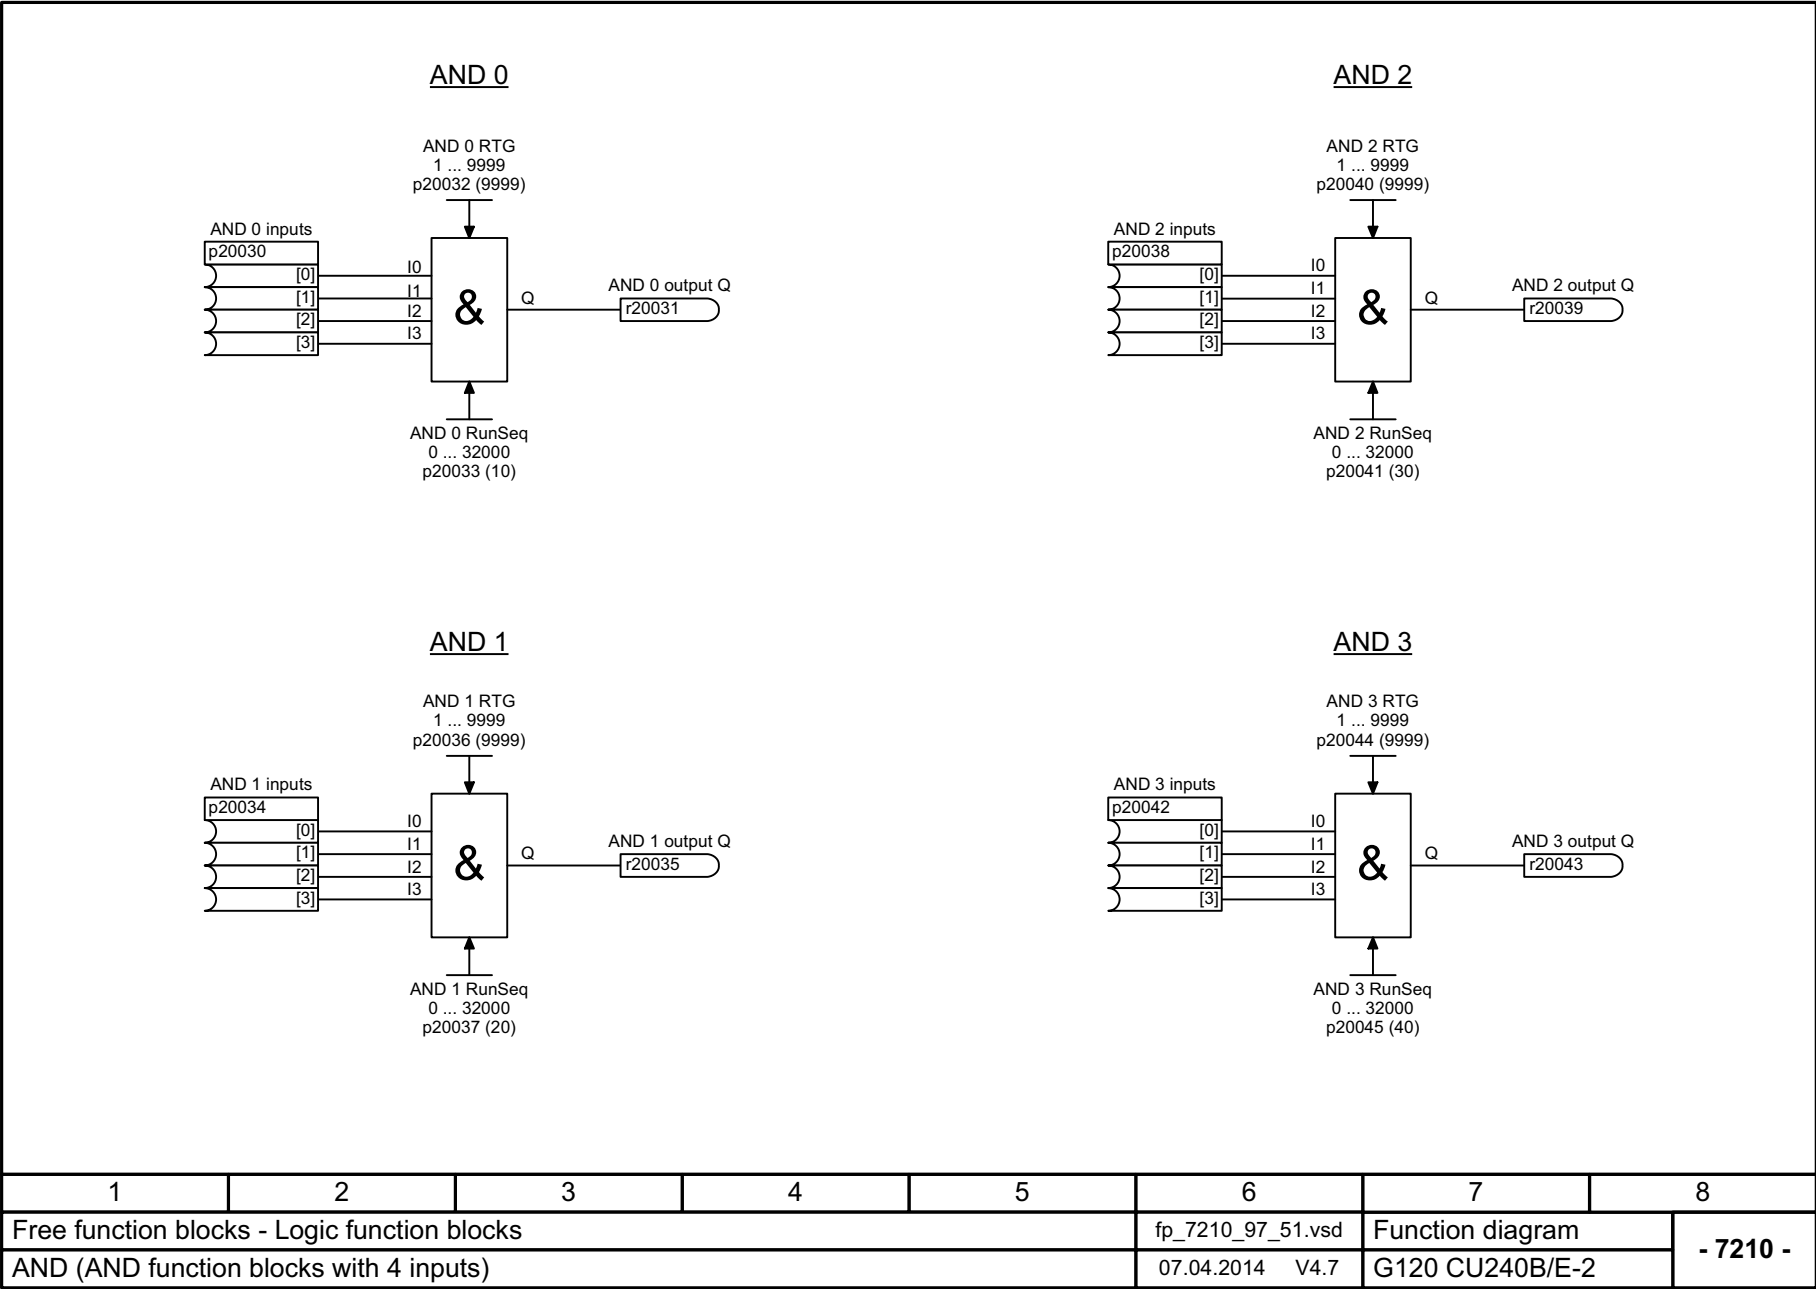 AND 0
AND 0 RTG
1 ... 9999
p20032 (9999)
AND 0 inputs
p20030
[0]
[1]
[2]
[3]
I0
I1
I2
I3
&
Q
AND 0 output Q
r20031
AND 0 RunSeq
0 ... 32000
p20033 (10)
AND 2
AND 2 RTG
1 ... 9999
p20040 (9999)
AND 2 inputs
p20038
[0]
[1]
[2]
[3]
I0
I1
I2
I3
&
Q
AND 2 output Q
r20039
AND 2 RunSeq
0 ... 32000
p20041 (30)
AND 1
AND 1 RTG
1 ... 9999
p20036 (9999)
AND 1 inputs
p20034
[0]
[1]
[2]
[3]
I0
I1
I2
I3
&
Q
AND 1 output Q
r20035
AND 1 RunSeq
0 ... 32000
p20037 (20)
AND 3
AND 3 RTG
1 ... 9999
p20044 (9999)
AND 3 inputs
p20042
[0]
[1]
[2]
[3]
I0
I1
I2
I3
&
Q
AND 3 output Q
r20043
AND 3 RunSeq
0 ... 32000
p20045 (40)
1 2 3 4 5 6 7 8
Free function blocks - Logic function blocks
fp_7210_97_51.vsd
Function diagram
- 7210 -
AND (AND function blocks with 4 inputs)
07.04.2014 V4.7
G120 CU240B/E-2